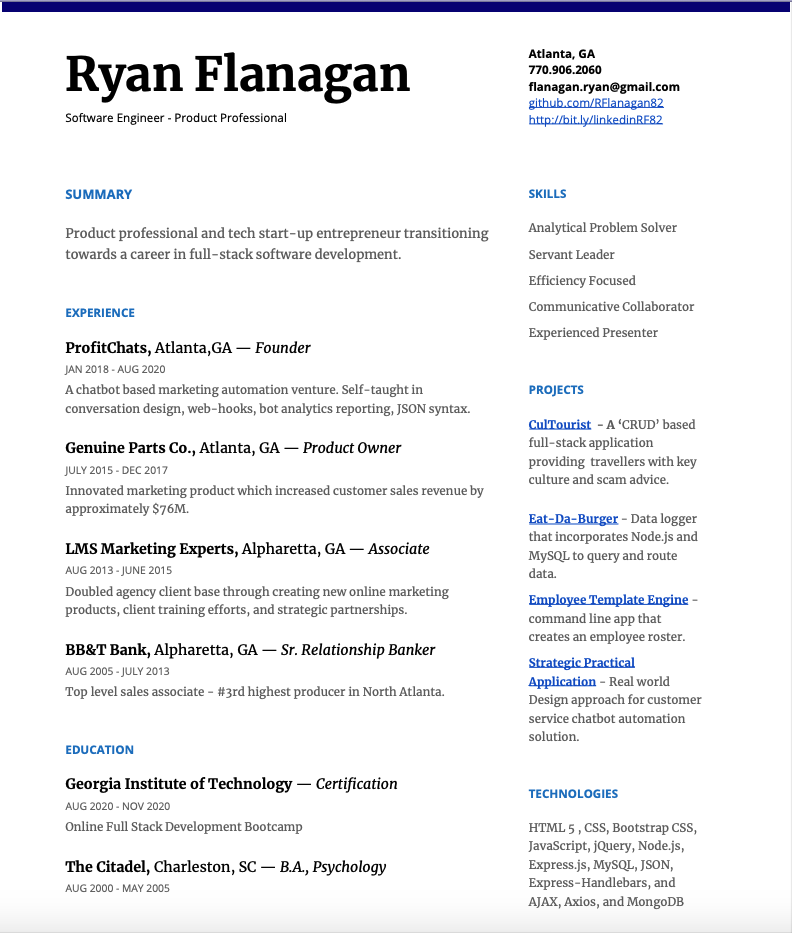 Ryan Flanagan
Software Engineer - Product Professional
Atlanta, GA
770.906.2060
flanagan.ryan@gmail.com
github.com/RFlanagan82
http://bit.ly/linkedinRF82
SUMMARY
Product professional and tech start-up entrepreneur transitioning
towards a career in full-stack software development.
EXPERIENCE
ProfitChats, Atlanta,GA — Founder
JAN 2018 - AUG 2020
A chatbot based marketing automation venture. Self-taught in
conversation design, web-hooks, bot analytics reporting, JSON syntax.
Genuine Parts Co., Atlanta, GA — Product Owner
JULY 2015 - DEC 2017
Innovated marketing product which increased customer sales revenue by
approximately $76M.
LMS Marketing Experts, Alpharetta, GA — Associate
AUG 2013 - JUNE 2015
Doubled agency client base through creating new online marketing
products, client training efforts, and strategic partnerships.
BB&T Bank, Alpharetta, GA — Sr. Relationship Banker
AUG 2005 - JULY 2013
Top level sales associate - #3rd highest producer in North Atlanta.
EDUCATION
Georgia Institute of Technology — Certification
AUG 2020 - NOV 2020
Online Full Stack Development Bootcamp
The Citadel, Charleston, SC — B.A., Psychology
AUG 2000 - MAY 2005
SKILLS
Analytical Problem Solver
Servant Leader
Efficiency Focused
Communicative Collaborator
Experienced Presenter
PROJECTS
CulTourist - A ‘CRUD’ based
full-stack application
providing travellers with key
culture and scam advice.
Eat-Da-Burger - Data logger
that incorporates Node.js and
MySQL to query and route
data.
Employee Template Engine -
command line app that
creates an employee roster.
Strategic Practical
Application - Real world
Design approach for customer
service chatbot automation
solution.
TECHNOLOGIES
HTML 5 , CSS, Bootstrap CSS,
JavaScript, jQuery, Node.js,
Express.js, MySQL, JSON,
Express-Handlebars, and
AJAX, Axios, and MongoDB